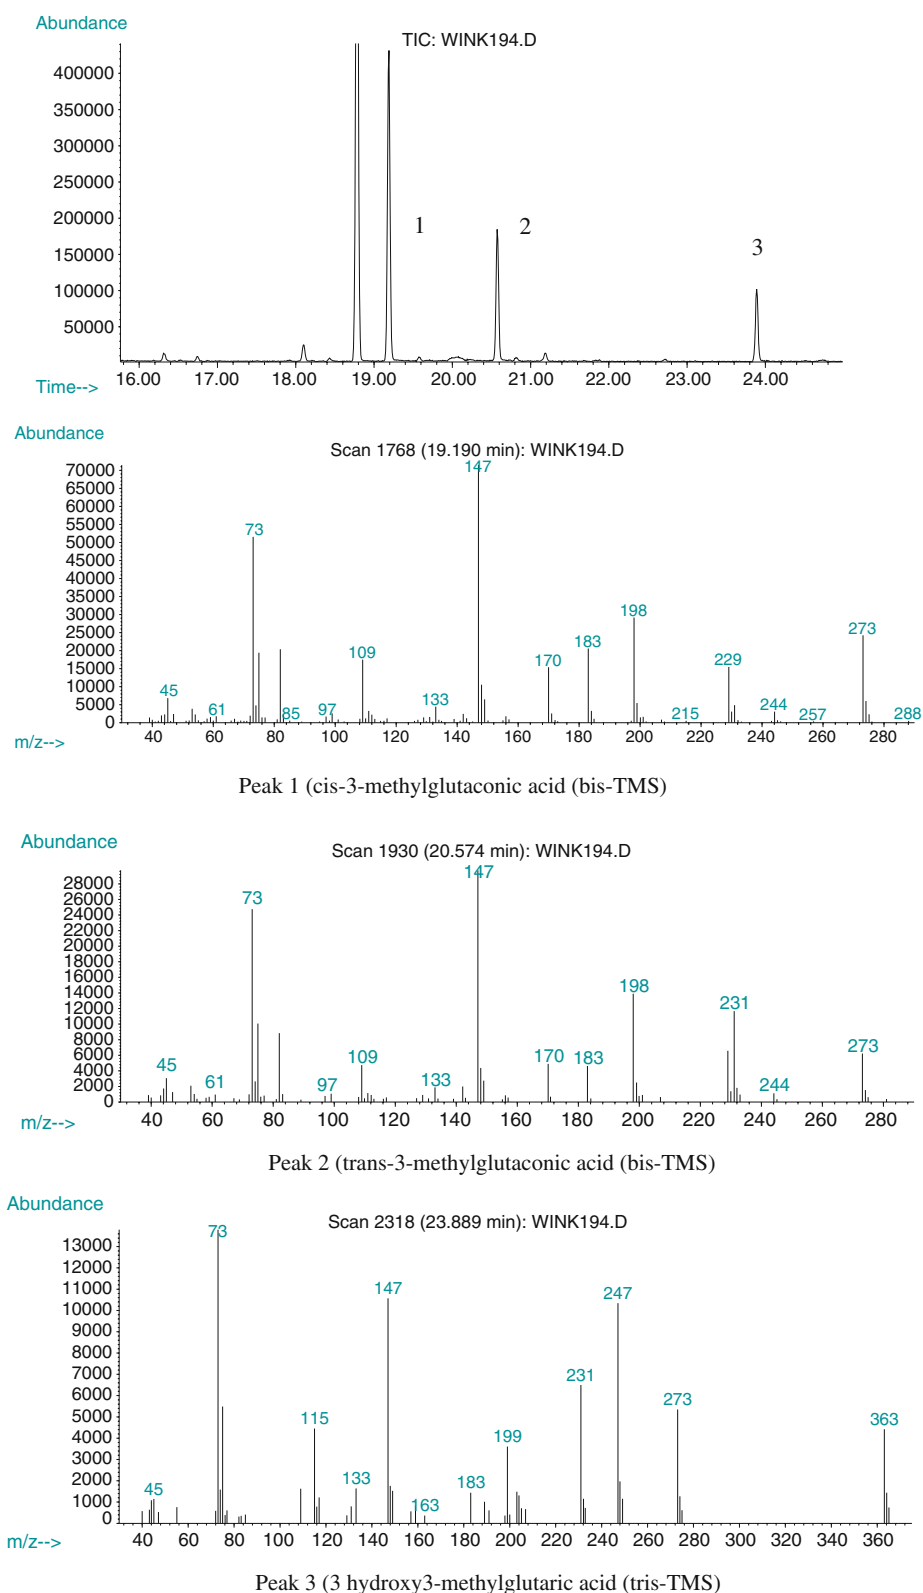 Abundance
TIC: WINK194.D
400000
350000
300000
250000
200000
150000
100000
50000
1
2
3
16.00 17.00 18.00 19.00 20.00 21.00 22.00 23.00 24.00
Time-->
Abundance
Scan 1768 (19.190 min): WINK194.D
70000
65000
60000
55000
50000
45000
40000
35000
30000
25000
20000
15000
10000
5000
0
45 61 73 85 97 109 133 147 170 183 198 215 229 244 257 273 288
40 60 80 100 120 140 160 180 200 220 240 260 280
m/z-->
Peak 1 (cis-3-methylglutaconic acid (bis-TMS)
Abundance
Scan 1930 (20.574 min): WINK194.D
28000
26000
24000
22000
20000
18000
16000
14000
12000
10000
8000
6000
4000
2000
0
45 61 73 97 109 133 147 170 183 198 231 244 273
40 60 80 100 120 140 160 180 200 220 240 260 280
m/z-->
Peak 2 (trans-3-methylglutaconic acid (bis-TMS)
Abundance
Scan 2318 (23.889 min): WINK194.D
13000
12000
11000
10000
9000
8000
7000
6000
5000
4000
3000
2000
1000
0
45 73 115 133 147 163 183 199 231 247 273 363
40 60 80 100 120 140 160 180 200 220 240 260 280 300 320 340 360
m/z-->
Peak 3 (3 hydroxy3-methylglutaric acid (tris-TMS)